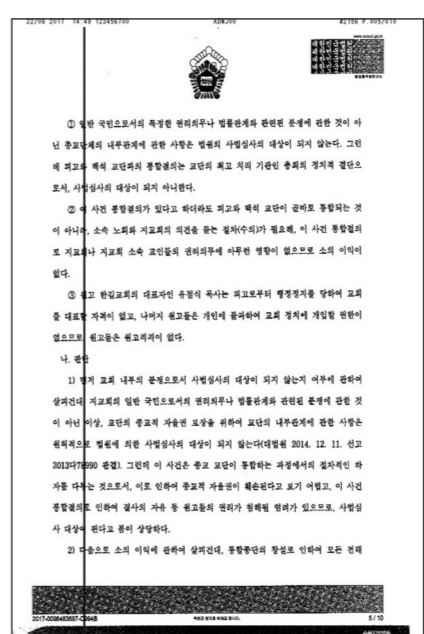 22/06 2017 14:49 123456700 ADMJ00 #2156 P.005/010
① 일반 국민으로서의 특정한 권리의무나 법률관계와 관련된 분쟁에 관한 것이 아
닌 종교단체의 내부관계에 관한 사항은 법원의 사법심사의 대상이 되지 않는다. 그런
데 피고와 백석 교단과의 통합결의는 교단의 최고 치리 기관인 총회의 정치적 결단으
로서, 사법심사의 대상이 되지 아니한다.
② 이 사건 통합결의가 있다고 하더라도 피고와 백석 교단이 곧바로 통합되는 것
이 아니라, 소속 노회와 지교회의 의견을 듣는 절차(수의)가 필요해, 이 사건 통합결의
로 지교회나 지교회 소속 교인들의 권리의무에 아무런 영향이 없으므로 소의 이익이
없다.
③ 원고 한길교회의 대표자인 유점식 목사는 피고로부터 행정정지를 당하여 교회
를 대표할 자격이 없고, 나머지 원고들은 개인에 불과하여 교회 정치에 개입할 권한이
없으므로 원고들은 원고적격이 없다.
나. 판단
1) 먼저 교회 내부의 분쟁으로서 사법심사의 대상이 되지 않는지 여부에 관하여
살피건대, 지교회의 일반 국민으로서의 권리의무나 법률관계와 관련된 분쟁에 관한 것
이 아닌 이상, 교단의 종교적 자율권 보장을 위하여 교단의 내부관계에 관한 사항은
원칙적으로 법원에 의한 사법심사의 대상이 되지 않는다(대법원 2014. 12. 11. 선고
2013다78990 판결). 그런데 이 사건은 종교 교단이 통합하는 과정에서의 절차적인 하
자를 다투는 것으로서, 이로 인하여 종교적 자율권이 훼손된다고 보기 어렵고, 이 사건
통합결의로 인하여 결사의 자유 등 원고들의 권리가 침해될 염려가 있으므로, 사법심
사 대상이 된다고 봄이 상당하다.
2) 다음으로 소의 이익에 관하여 살피건대, 통합총단의 창설로 인하여 모든 전래
5/10